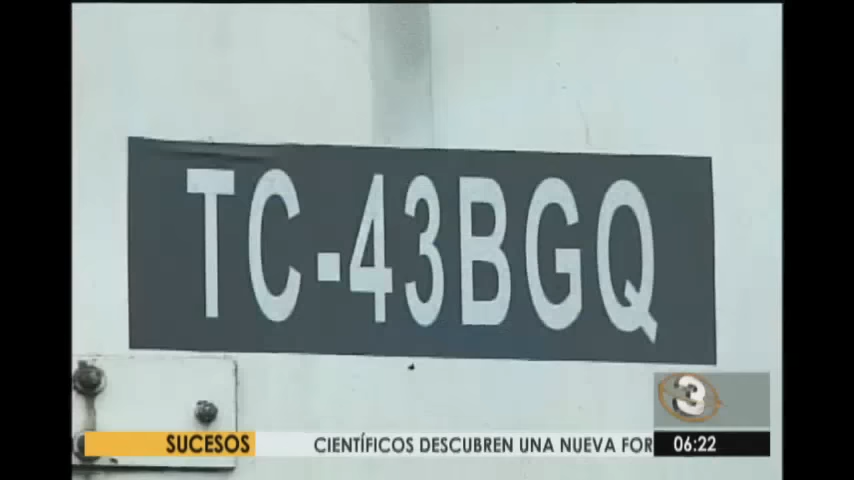 TC-43BGQ
3
SUCESOS
CIENTÍFICOS DESCUBREN UNA NUEVA FOR
06:22